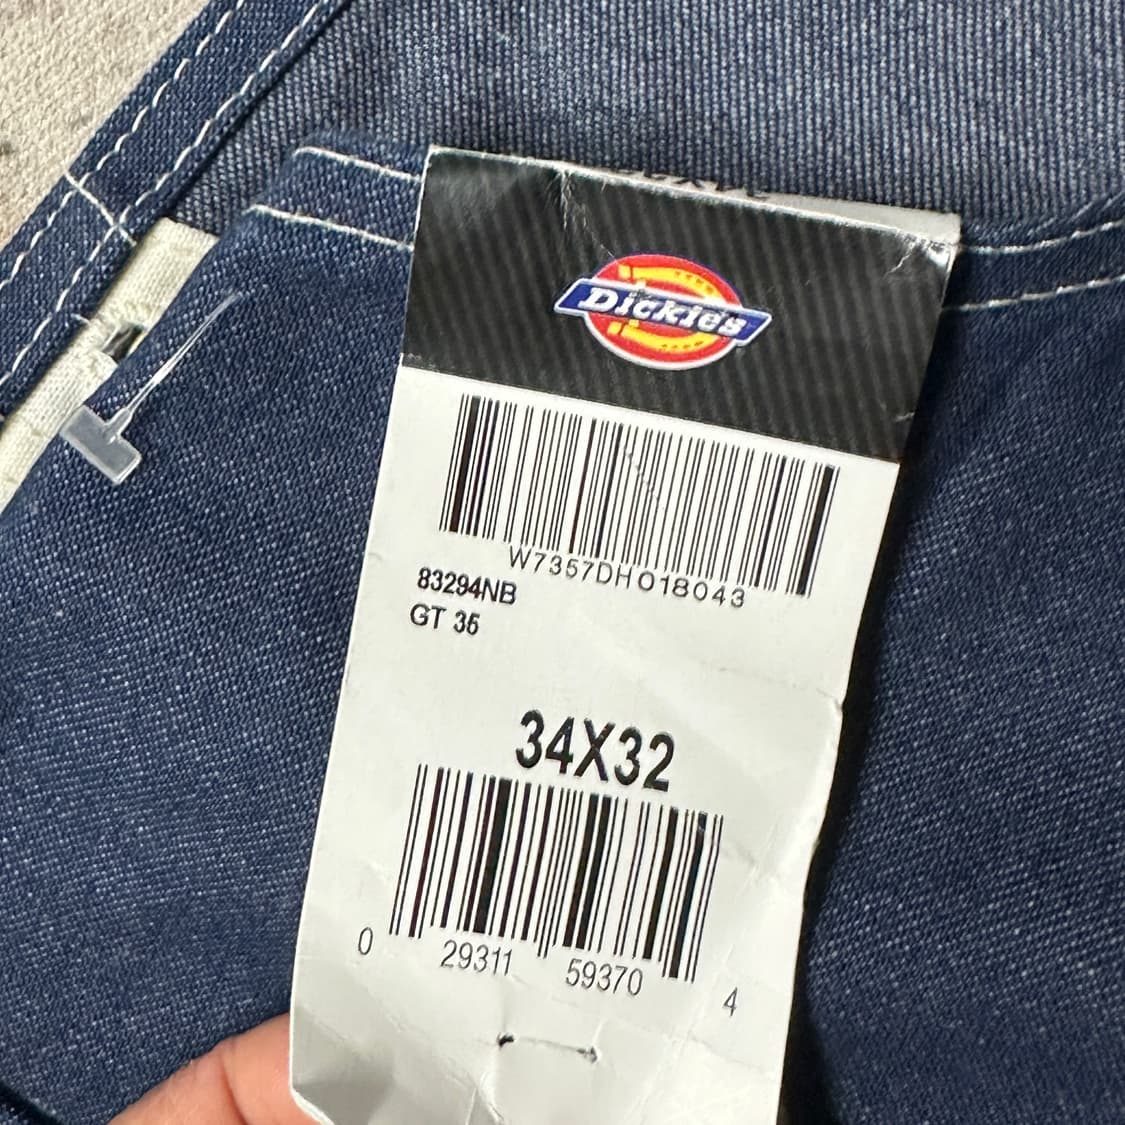 Dickies
W7357DH018043
83294NB
GT 35
34X32
0 29311 59370 4